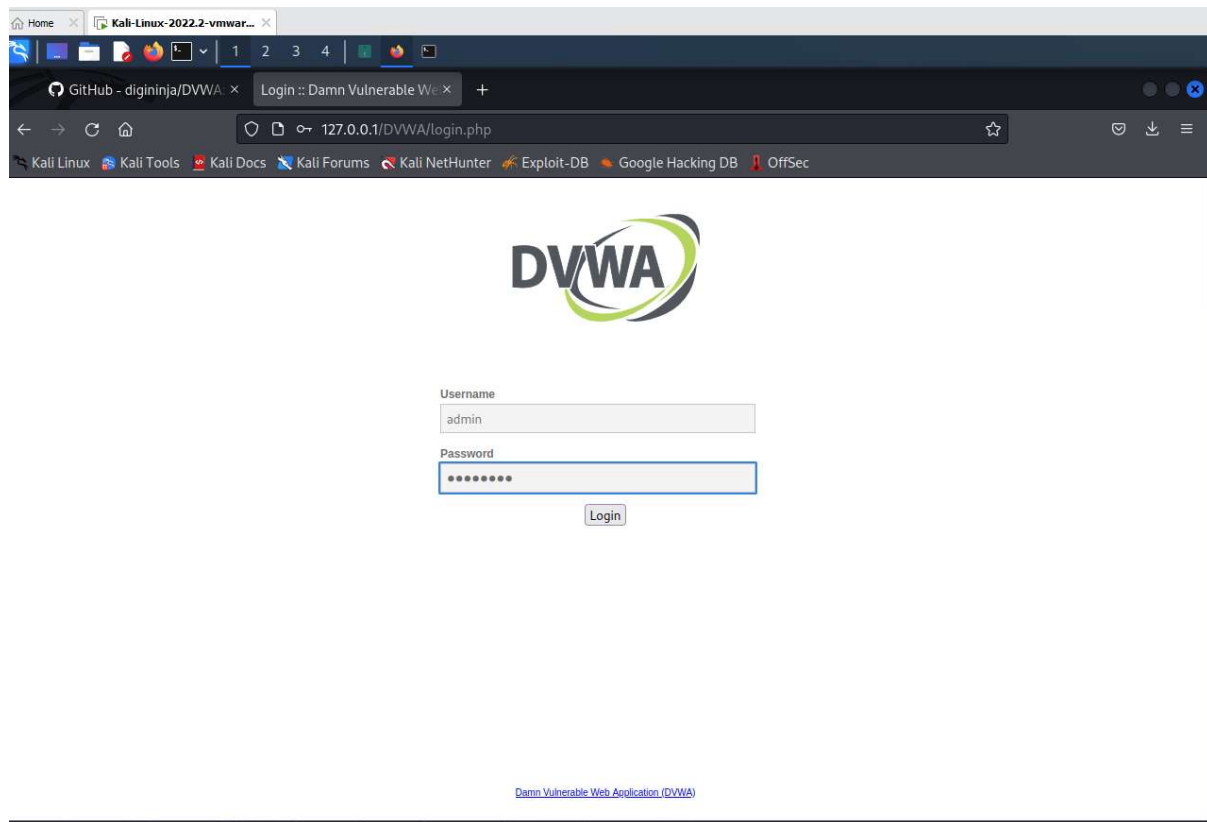 Home
Kali-Linux-2022.2-vmwar...
1 2 3 4
GitHub - digininja/DVWA:
Login :: Damn Vulnerable We
127.0.0.1/DVWA/login.php
Kali Linux Kali Tools Kali Docs Kali Forums Kali NetHunter Exploit-DB Google Hacking DB OffSec
DVWA
Username
admin
Password
••••••••
Login
Damn Vulnerable Web Application (DVWA)